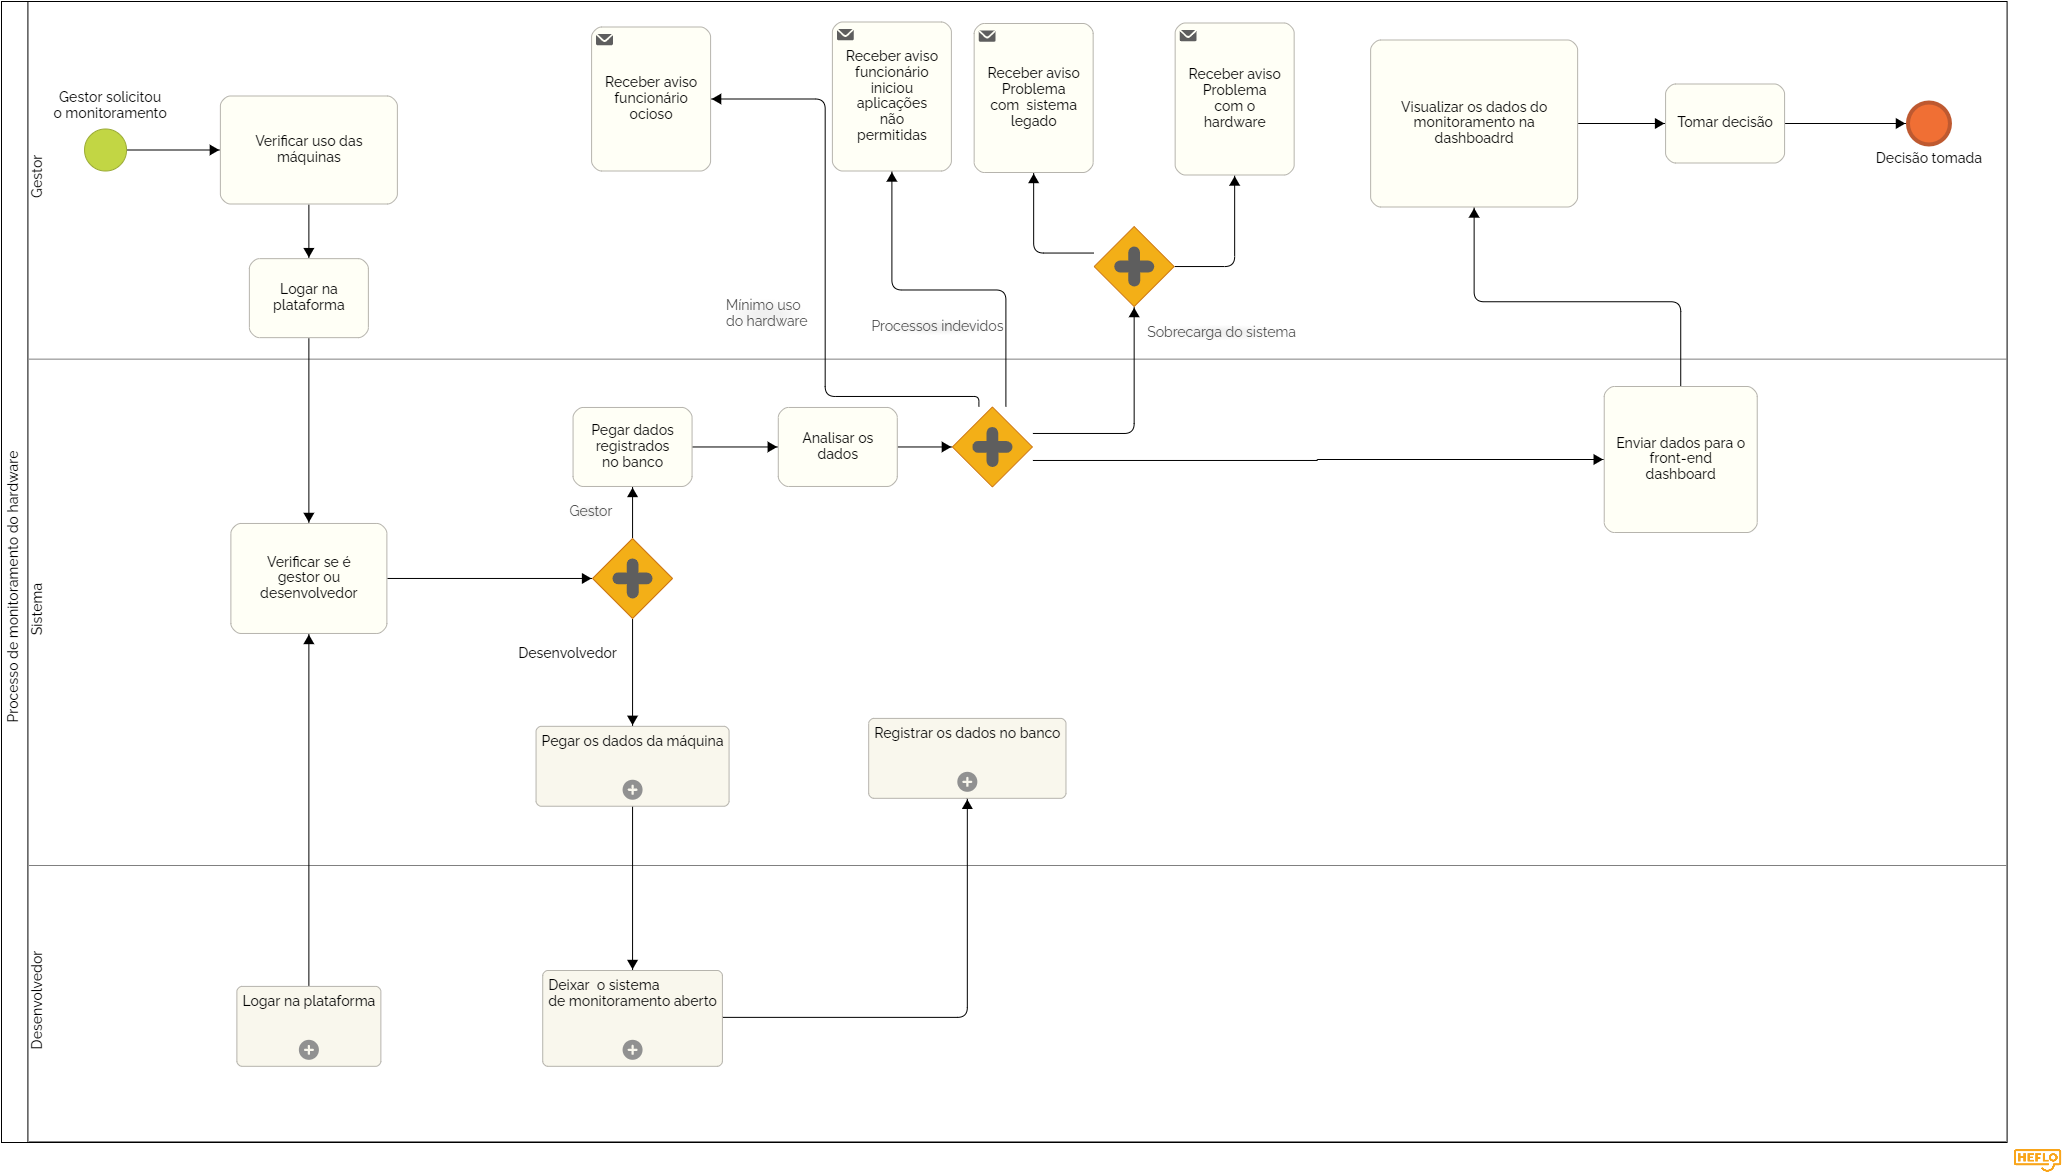 Processo de monitoramento do hardware
Gestor
Gestor solicitou
o monitoramento
Verificar uso das
máquinas
Logar na
plataforma
Receber aviso
funcionário
ocioso
Receber aviso
funcionário
iniciou
aplicações
não
permitidas
Receber aviso
Problema
com  sistema
legado
Receber aviso
Problema
com o
hardware
Visualizar os dados do
monitoramento na
dashboadrd
Tomar decisão
Decisão tomada
Mínimo uso
do hardware
Processos indevidos
Sobrecarga do sistema
Sistema
Verificar se é
gestor ou
desenvolvedor
Gestor
Pegar dados
registrados
no banco
Analisar os
dados
Enviar dados para o
front-end
dashboard
Desenvolvedor
Pegar os dados da máquina
Registrar os dados no banco
Desenvolvedor
Logar na plataforma
Deixar  o sistema
de monitoramento aberto
HEFLO